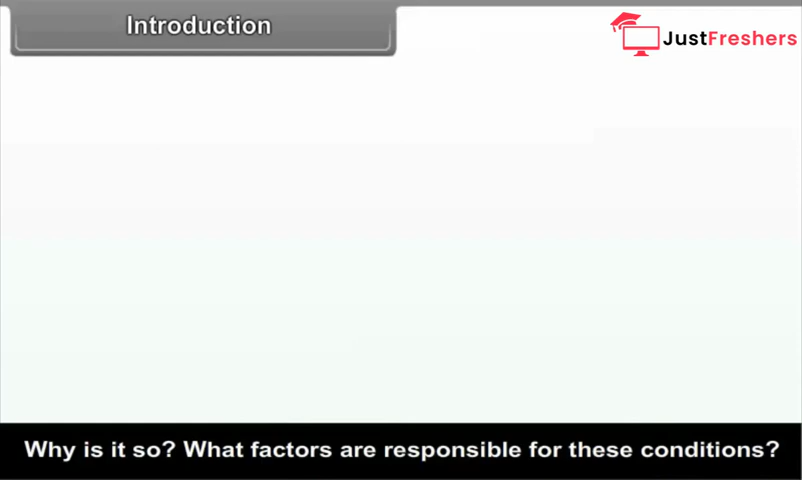 Introduction
JustFreshers
Why is it so? What factors are responsible for these conditions?